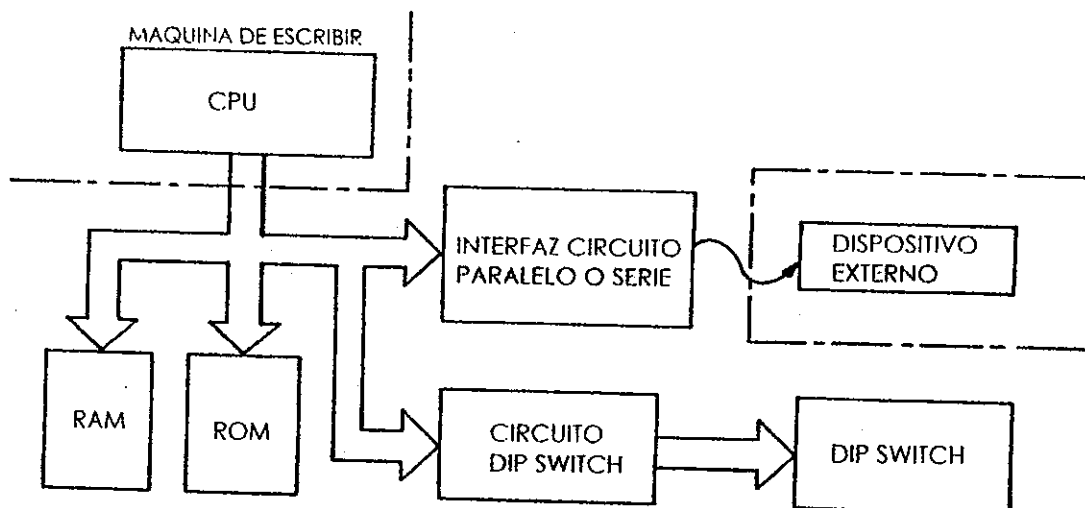 MAQUINA DE ESCRIBIR
CPU
INTERFAZ CIRCUITO
PARALELO O SERIE
DISPOSITIVO
EXTERNO
RAM
ROM
CIRCUITO
DIP SWITCH
DIP SWITCH